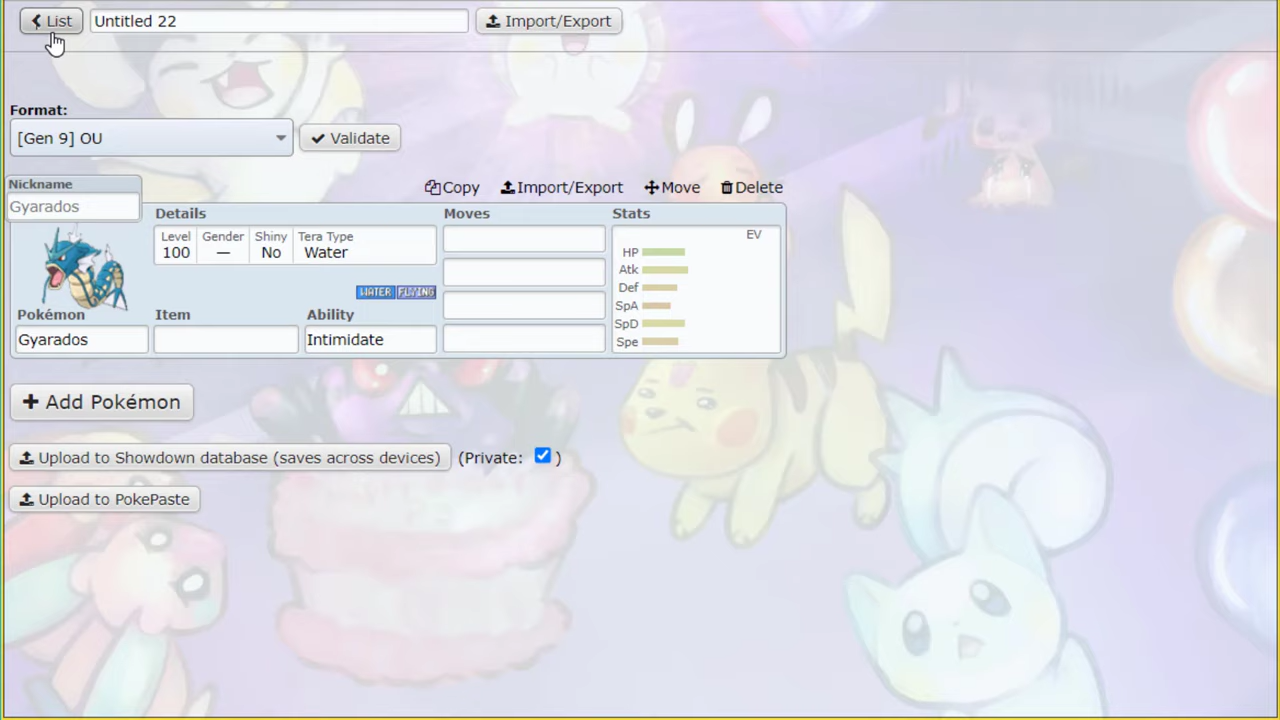 List
Untitled 22
Import/Export
Format:
[Gen 9] OU
Validate
Nickname
Gyarados
Copy
Import/Export
Move
Delete
Details
Moves
Stats
Level
100
Gender
—
Shiny
No
Tera Type
Water
EV
HP
Atk
Def
SpA
SpD
Spe
WATER FLYING
Pokémon
Gyarados
Item
Ability
Intimidate
Add Pokémon
Upload to Showdown database (saves across devices)
(Private: )
Upload to PokePaste